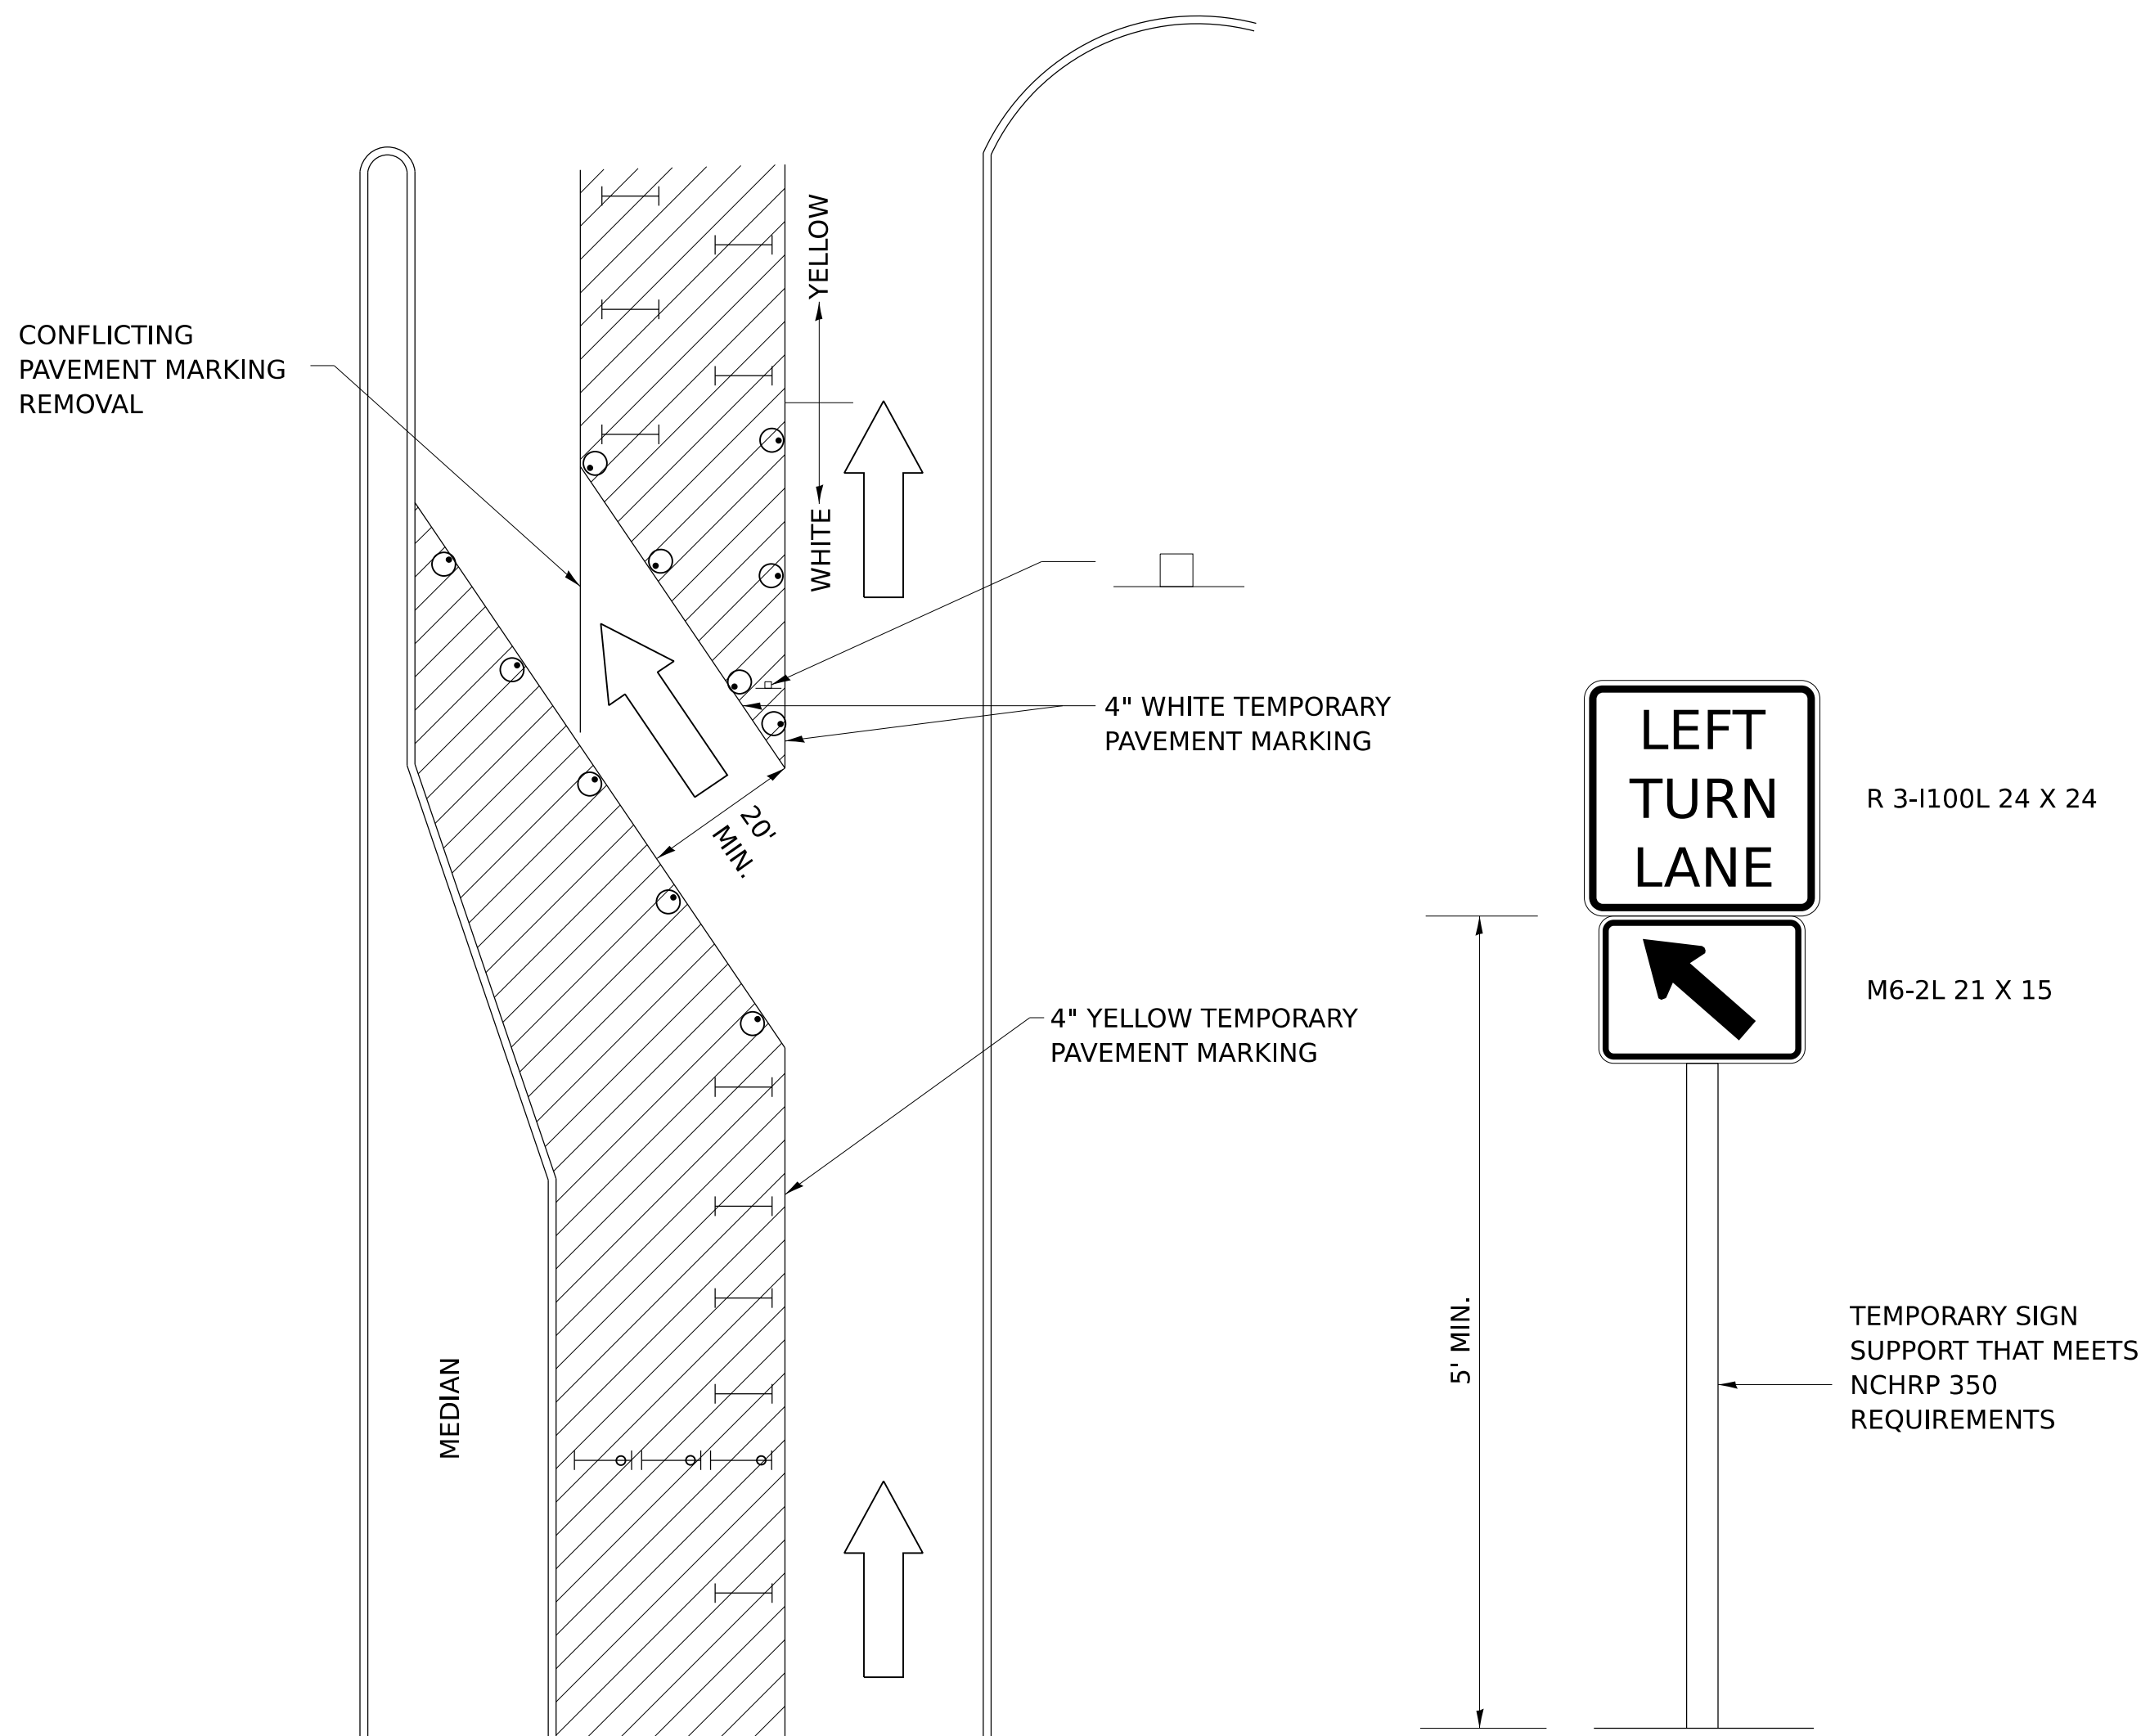 YELLOW
CONFLICTING
PAVEMENT MARKING
REMOVAL
WHITE
4" WHITE TEMPORARY
PAVEMENT MARKING
LEFT
TURN
LANE
R 3-I100L 24 X 24
20'
MIN.
M6-2L 21 X 15
4" YELLOW TEMPORARY
PAVEMENT MARKING
5' MIN.
TEMPORARY SIGN
SUPPORT THAT MEETS
NCHRP 350
REQUIREMENTS
MEDIAN